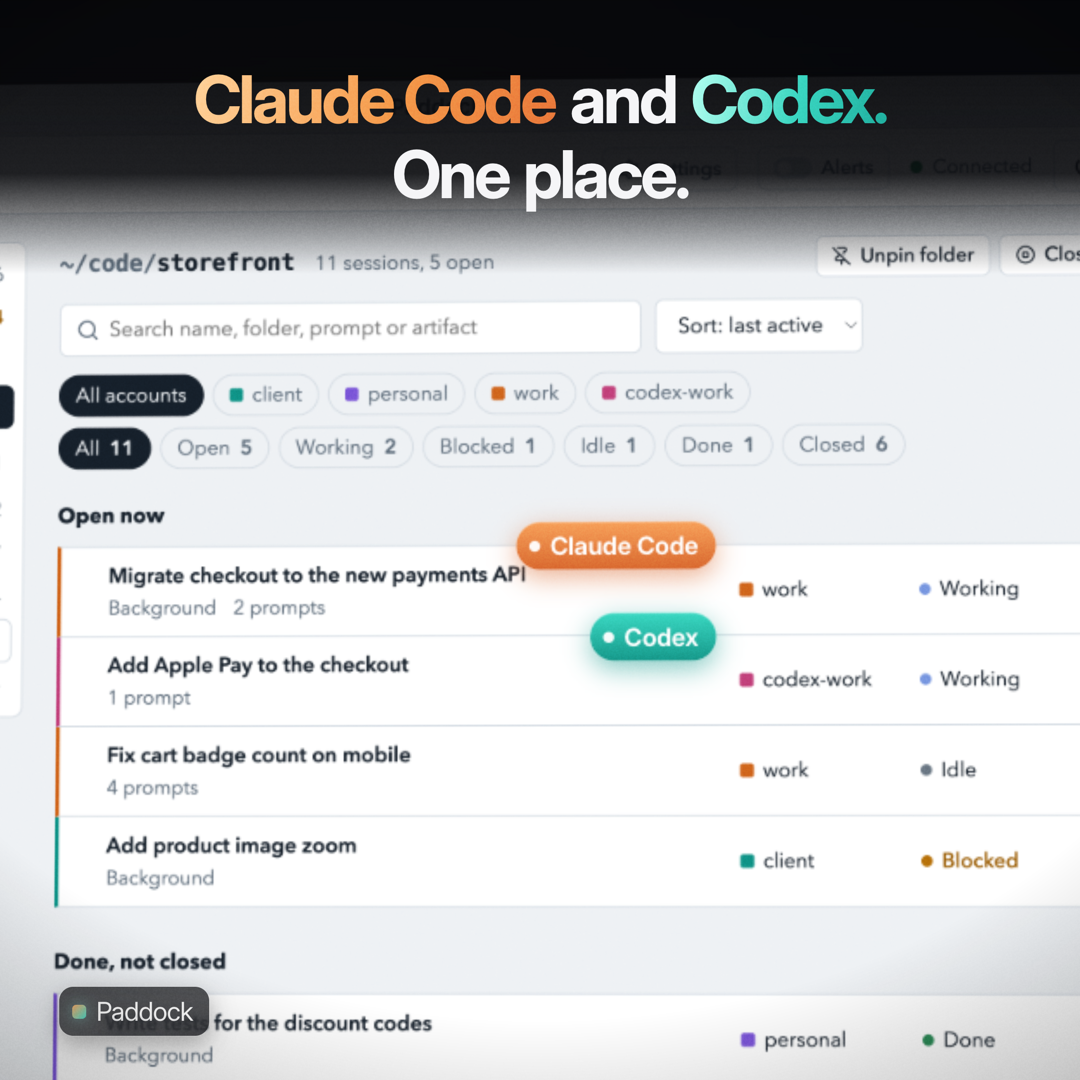 Claude Code and Codex.
One place.
Alerts
Connected
~/code/storefront 11 sessions, 5 open
Unpin folder
Search name, folder, prompt or artifact
Sort: last active
All accounts client personal work codex-work
All 11 Open 5 Working 2 Blocked 1 Idle 1 Done 1 Closed 6
Open now
Claude Code
Migrate checkout to the new payments API
Background 2 prompts
work Working
Codex
Add Apple Pay to the checkout
1 prompt
codex-work Working
Fix cart badge count on mobile
4 prompts
work Idle
Add product image zoom
Background
client Blocked
Done, not closed
Paddock
Write tests for the discount codes
Background
personal Done